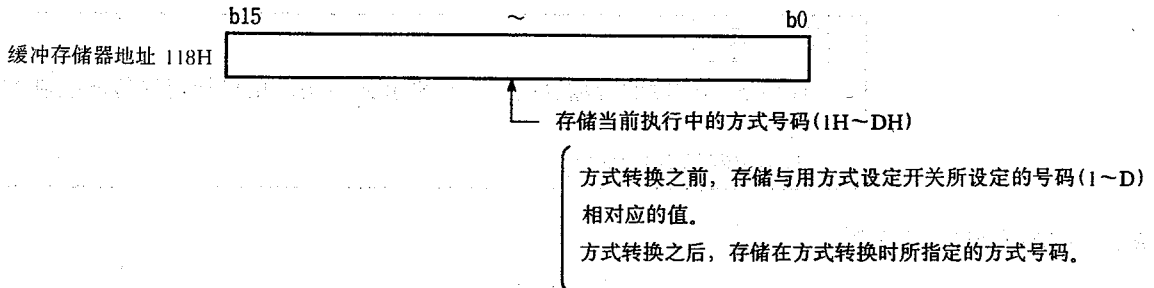 b15 ～ b0
缓冲存储器地址 118H
存储当前执行中的方式号码(1H～DH)
方式转换之前，存储与用方式设定开关所设定的号码(1～D)
相对应的值。
方式转换之后，存储在方式转换时所指定的方式号码。